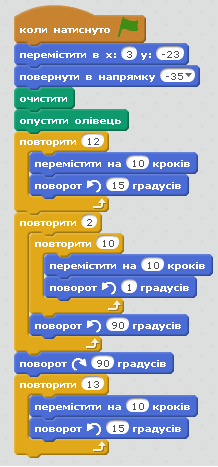 коли натиснуто
перемістити в x: 3 y: -23
повернути в напрямку -35
очистити
опустити олівець
повторити 12
перемістити на 10 кроків
поворот 15 градусів
повторити 2
повторити 10
перемістити на 10 кроків
поворот 1 градусів
поворот 90 градусів
поворот 90 градусів
повторити 13
перемістити на 10 кроків
поворот 15 градусів